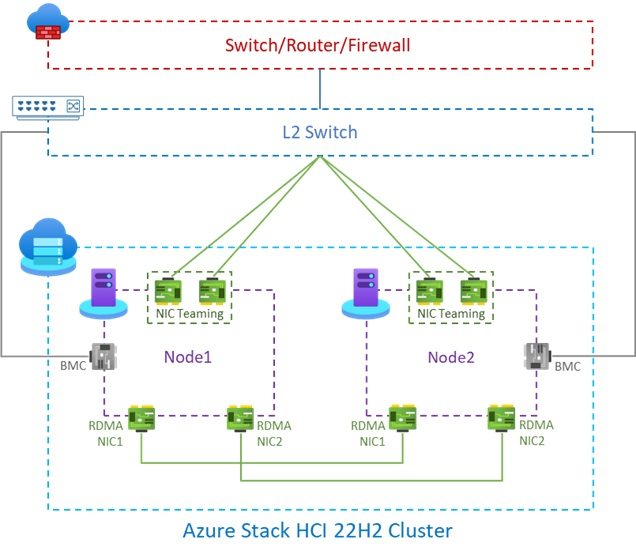 Switch/Router/Firewall
L2 Switch
NIC Teaming
NIC Teaming
Node1
Node2
BMC
BMC
RDMA
NIC1
RDMA
NIC2
RDMA
NIC1
RDMA
NIC2
Azure Stack HCI 22H2 Cluster